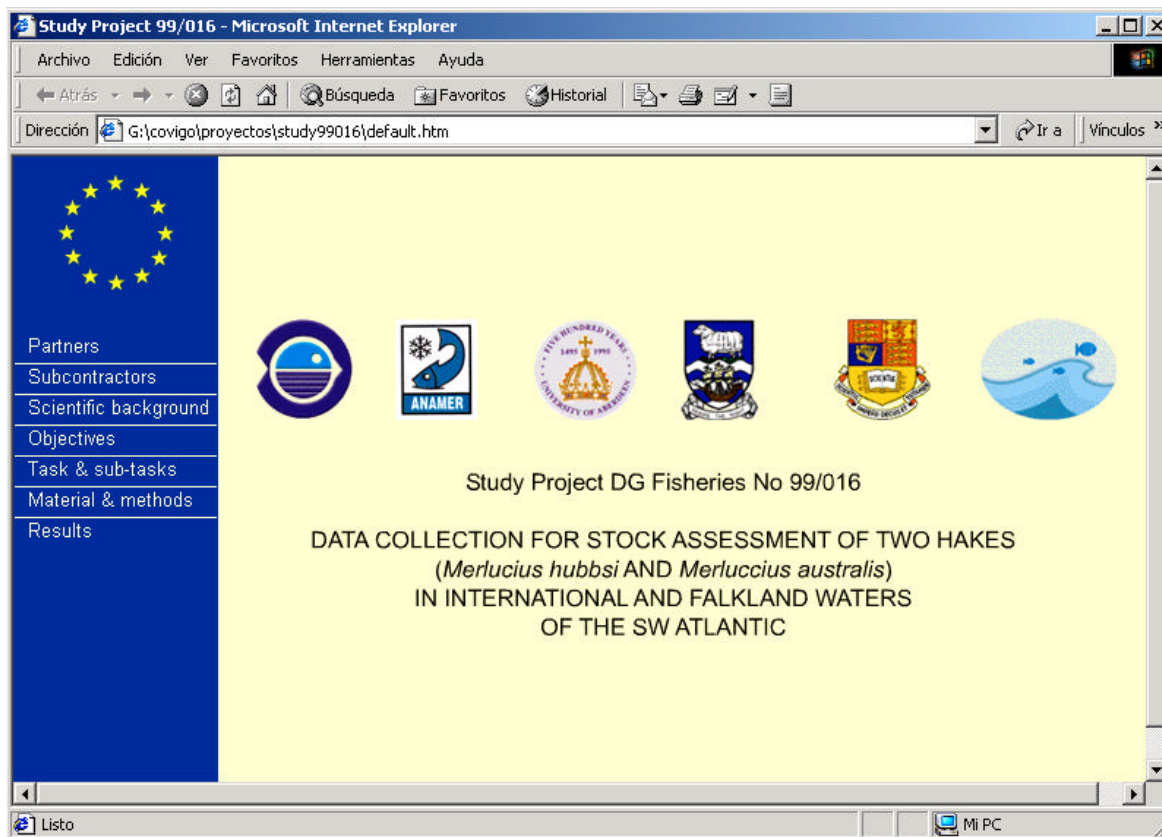 Study Project 99/016 - Microsoft Internet Explorer
Archivo Edición Ver Favoritos Herramientas Ayuda
Atrás Búsqueda Favoritos Historial
Dirección G:\covigo\proyectos\study99016\default.htm Ir a Vínculos »
Partners
Subcontractors
Scientific background
Objectives
Task & sub-tasks
Material & methods
Results
ANAMER
FIVE HUNDRED YEARS
1495 1995
UNIVERSITY OF ABERDEEN
SCIENTIA
Study Project DG Fisheries No 99/016
DATA COLLECTION FOR STOCK ASSESSMENT OF TWO HAKES
(Merlucius hubbsi AND Merluccius australis)
IN INTERNATIONAL AND FALKLAND WATERS
OF THE SW ATLANTIC
Listo Mi PC